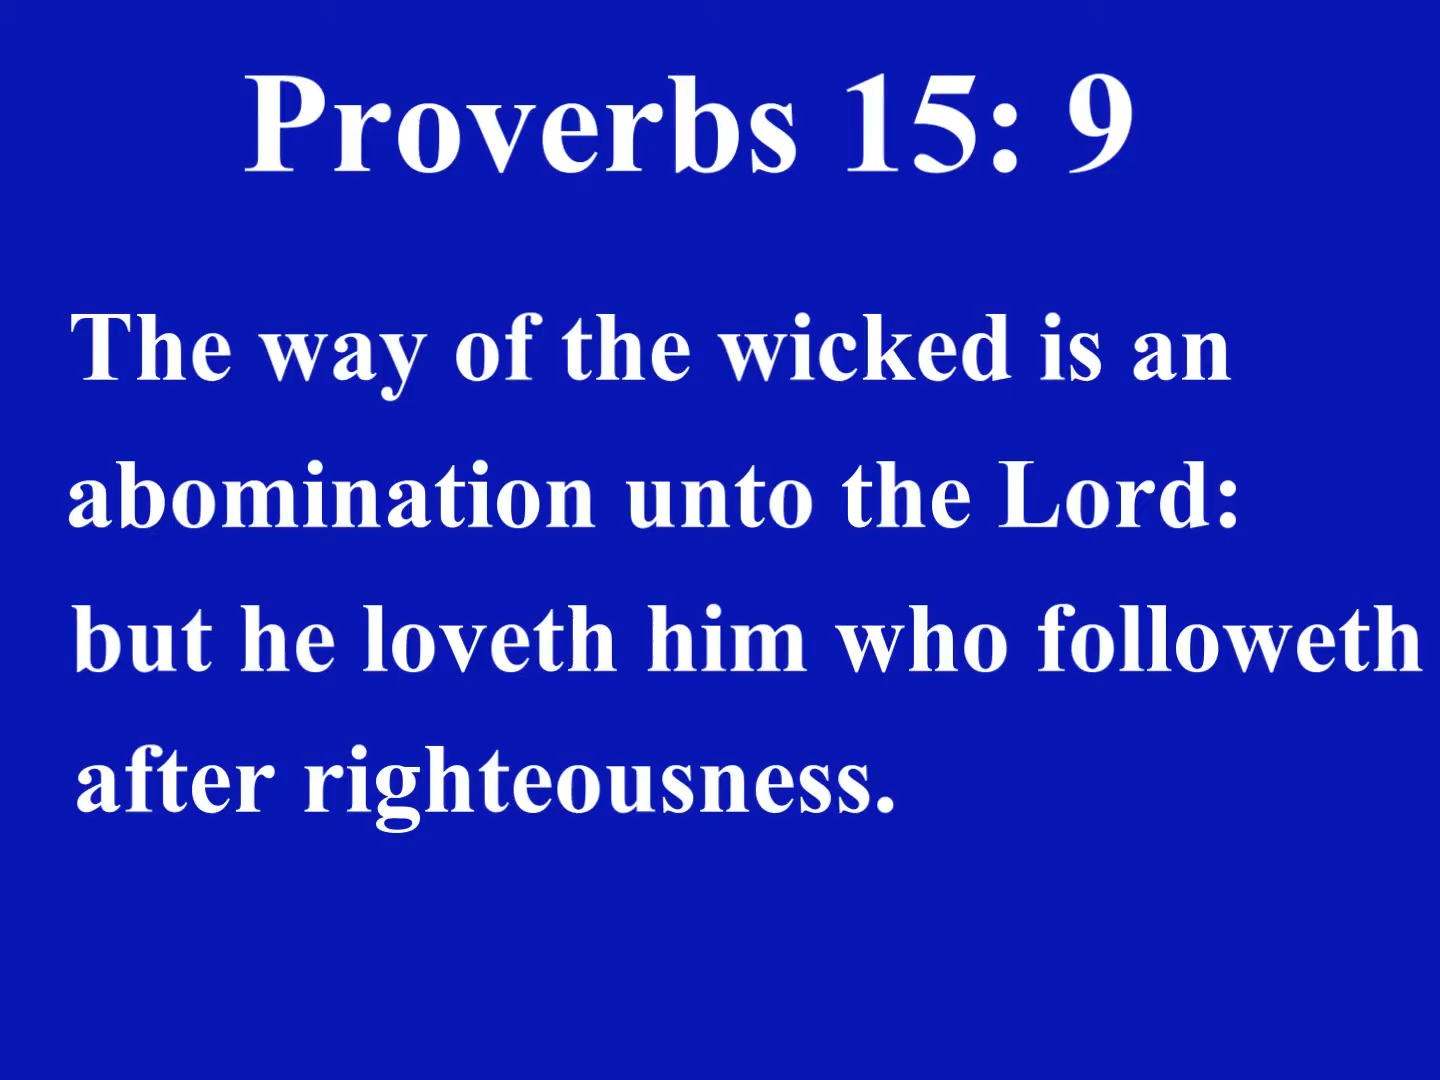 Proverbs 15: 9
The way of the wicked is an
abomination unto the Lord:
but he loveth him who followeth
after righteousness.